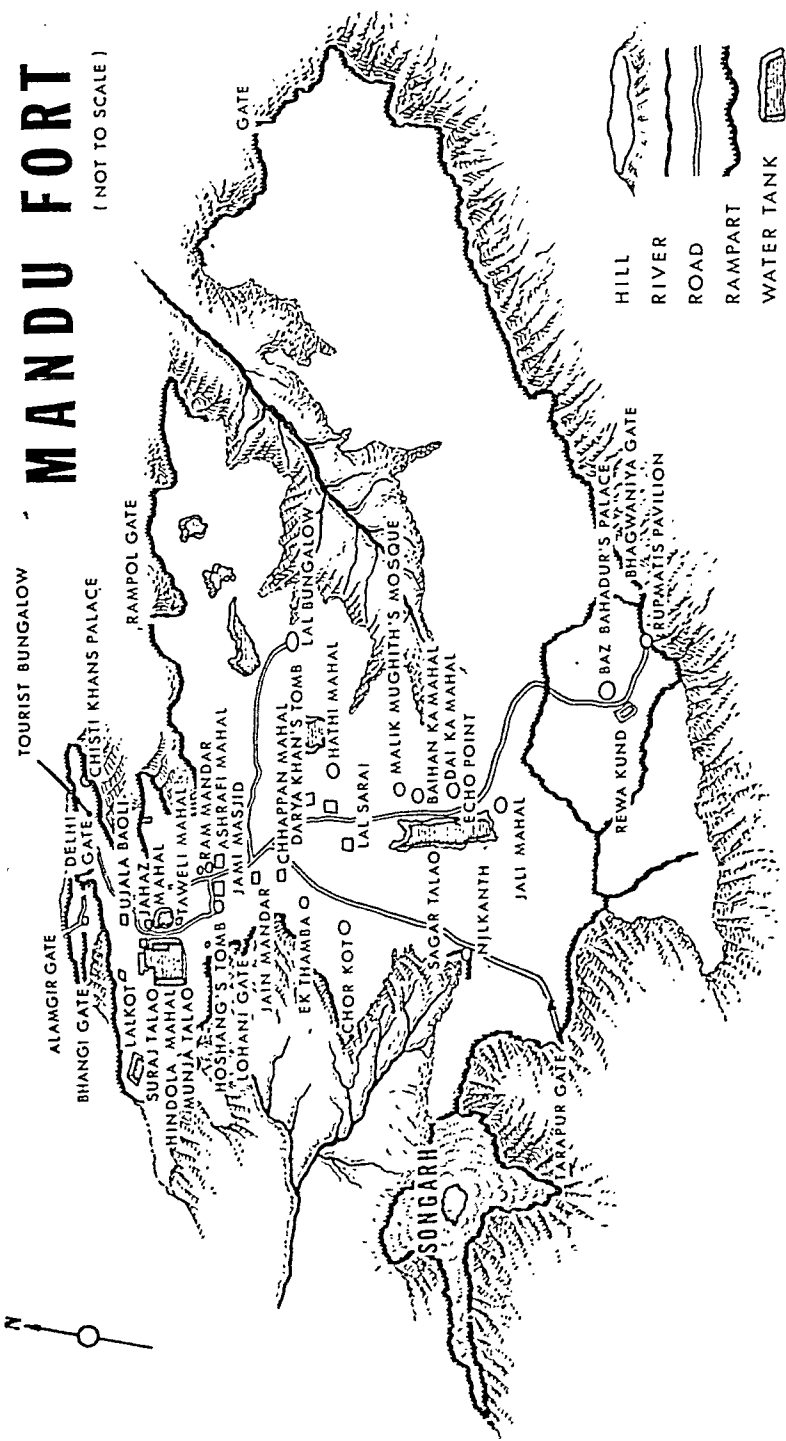 MANDU FORT
( NOT TO SCALE )
N
TOURIST BUNGALOW
ALAMGIR GATE
DELHI
GATE
CHISTI KHANS PALACE
BHANGI GATE
RAMPOL GATE
GATE
LALKOT
UJALA BAOLI
SURAJ TALAO
JAHAZ
MAHAL
HINDOLA MAHAL
TAWELI MAHAL
MUNJA TALAO
RAM MANDAR
HOSHANG'S TOMB
ASHRAFI MAHAL
LOHANI GATE
JAMI MASJID
JAIN MANDAR
CHHAPPAN MAHAL
DARYA KHAN'S TOMB
LAL BUNGALOW
EK THAMBA
HATHI MAHAL
CHOR KOT
LAL SARAI
MALIK MUGHITH'S MOSQUE
SAGAR TALAO
BAIHAN KA MAHAL
DAI KA MAHAL
ECHO POINT
NILKANTH
JALI MAHAL
SONGARH
TARAPUR GATE
REWA KUND
BAZ BAHADUR'S PALACE
BHAGWANIYA GATE
RUPMATIS PAVILION
HILL
RIVER
ROAD
RAMPART
WATER TANK